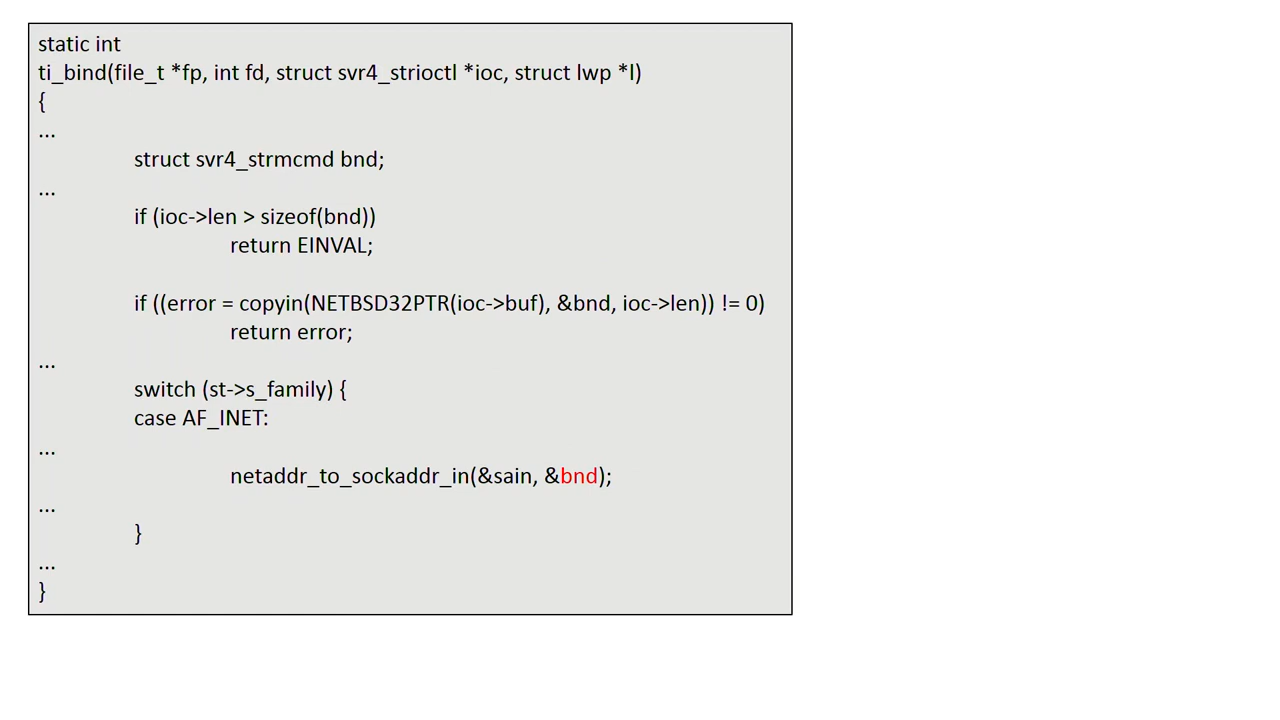 static int
ti_bind(file_t *fp, int fd, struct svr4_strioctl *ioc, struct lwp *l)
{
...
struct svr4_strmcmd bnd;
...
if (ioc->len > sizeof(bnd))
return EINVAL;
if ((error = copyin(NETBSD32PTR(ioc->buf), &bnd, ioc->len)) != 0)
return error;
...
switch (st->s_family) {
case AF_INET:
...
netaddr_to_sockaddr_in(&sain, &bnd);
...
}
...
}